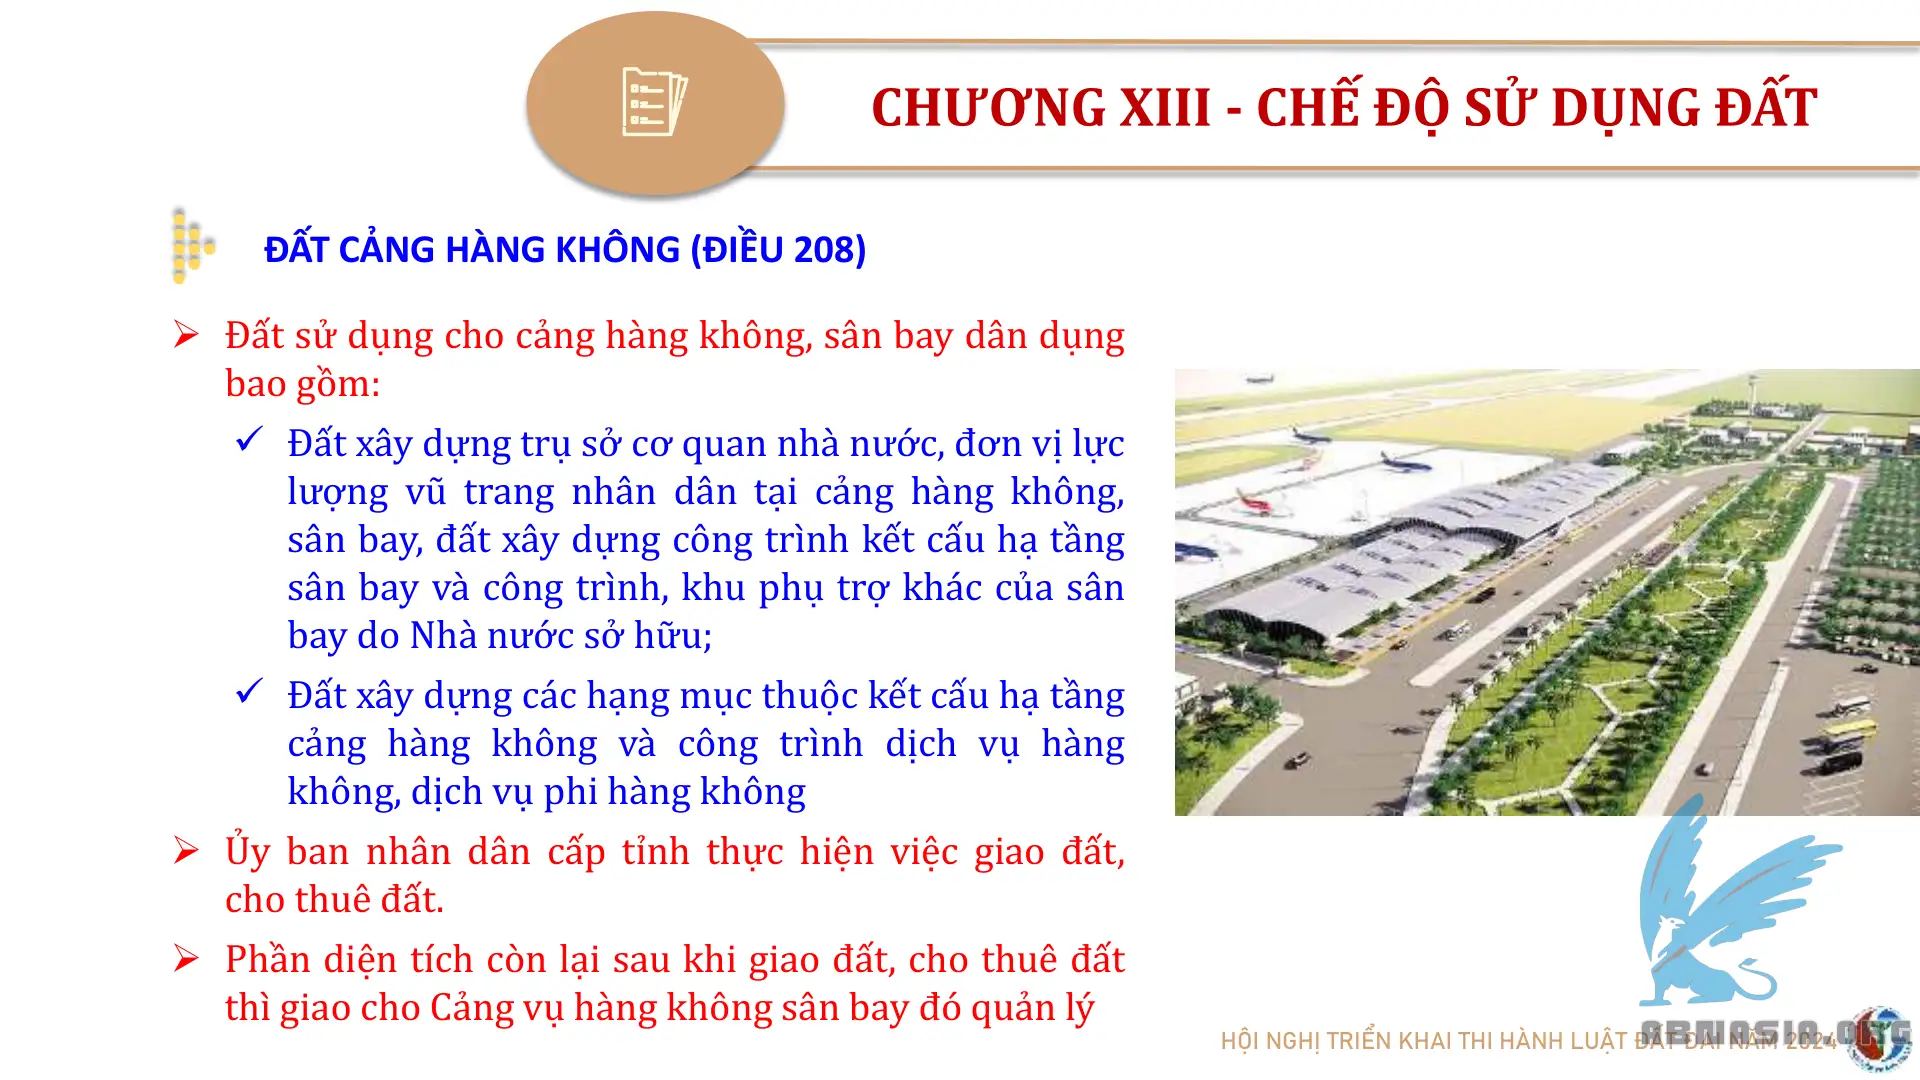 CHƯƠNG XIII - CHẾ ĐỘ SỬ DỤNG ĐẤT
ĐẤT CẢNG HÀNG KHÔNG (ĐIỀU 208)
Đất sử dụng cho cảng hàng không, sân bay dân dụng
bao gồm:
Đất xây dựng trụ sở cơ quan nhà nước, đơn vị lực
lượng vũ trang nhân dân tại cảng hàng không,
sân bay, đất xây dựng công trình kết cấu hạ tầng
sân bay và công trình, khu phụ trợ khác của sân
bay do Nhà nước sở hữu;
Đất xây dựng các hạng mục thuộc kết cấu hạ tầng
cảng hàng không và công trình dịch vụ hàng
không, dịch vụ phi hàng không
Ủy ban nhân dân cấp tỉnh thực hiện việc giao đất,
cho thuê đất.
Phần diện tích còn lại sau khi giao đất, cho thuê đất
thì giao cho Cảng vụ hàng không sân bay đó quản lý
HỘI NGHỊ TRIỂN KHAI THI HÀNH LUẬT ĐẤT ĐAI NĂM 2024
ABMASIA.ORG